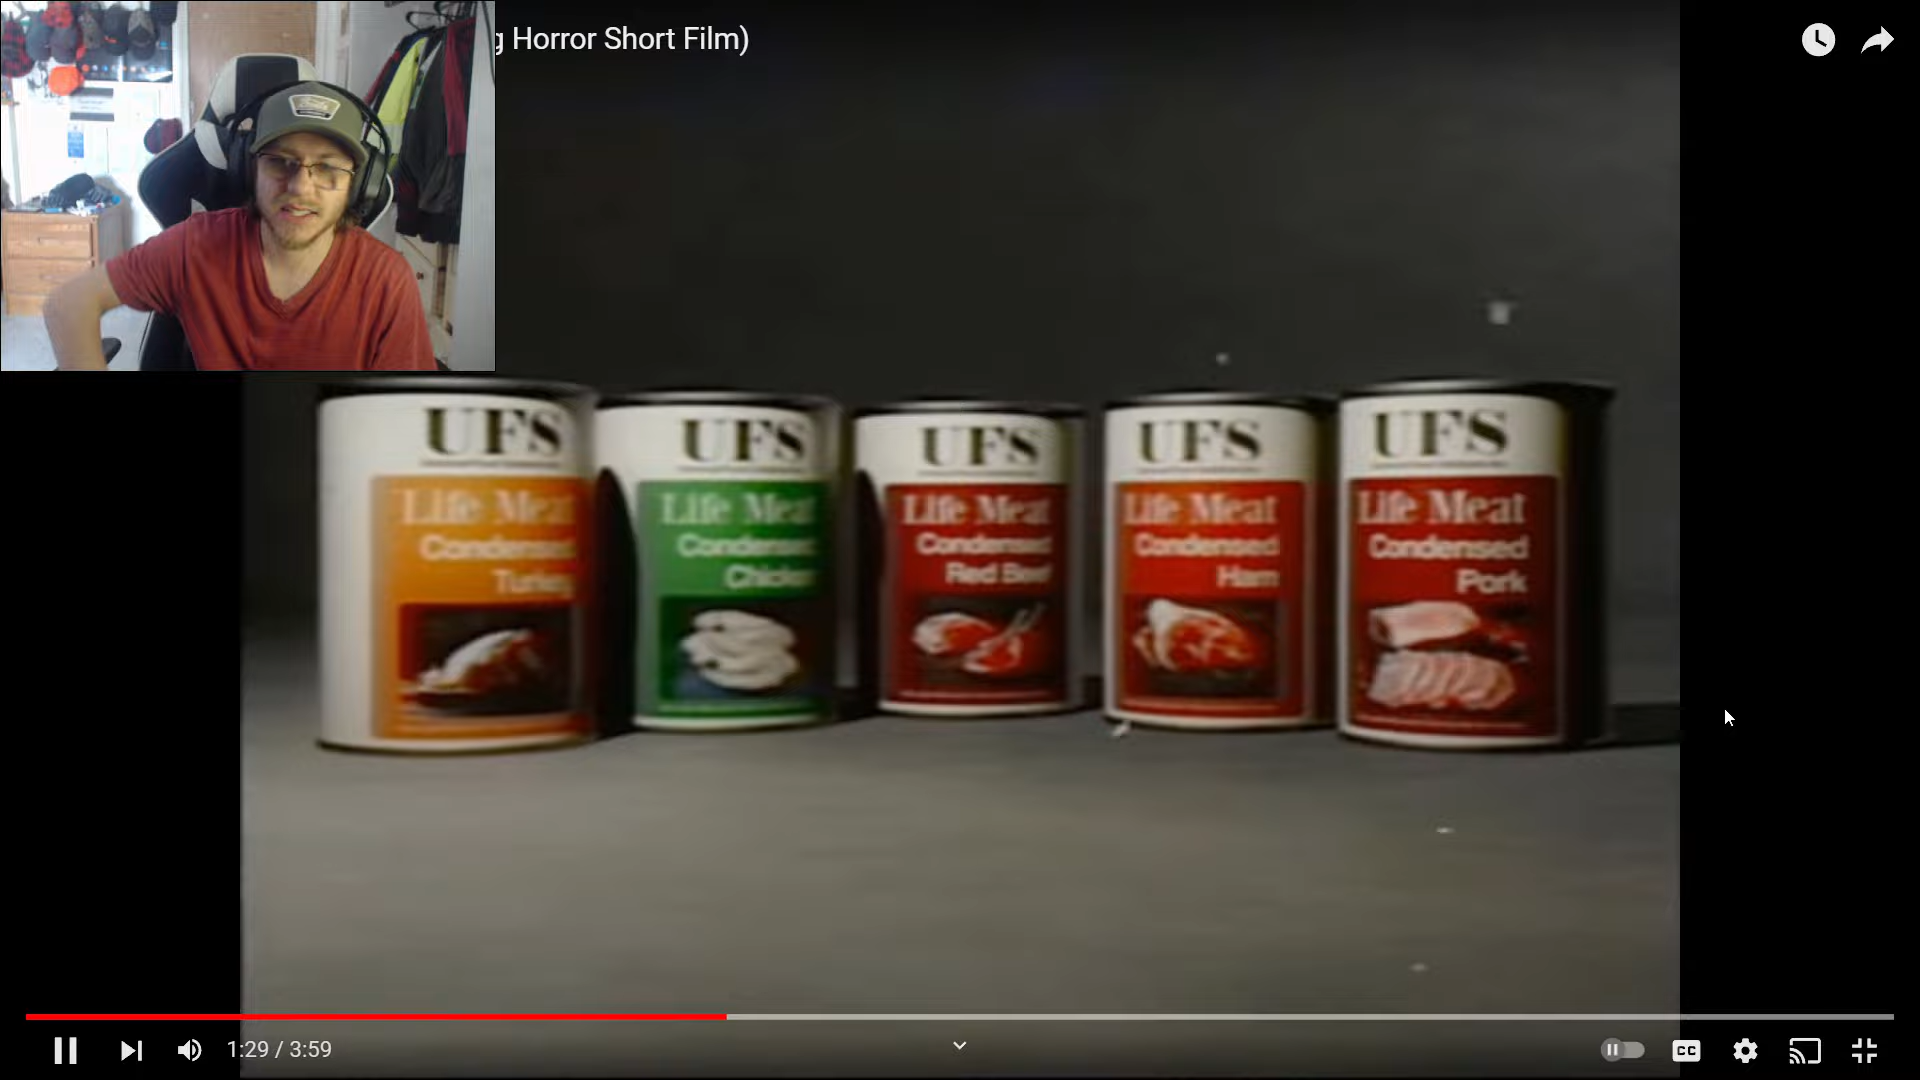 g Horror Short Film)
UFS
Life Meat
Condensed
Turkey
UFS
Life Meat
Condensed
Chicken
UFS
Life Meat
Condensed
Red Beef
UFS
Life Meat
Condensed
Ham
UFS
Life Meat
Condensed
Pork
1:29 / 3:59
CC